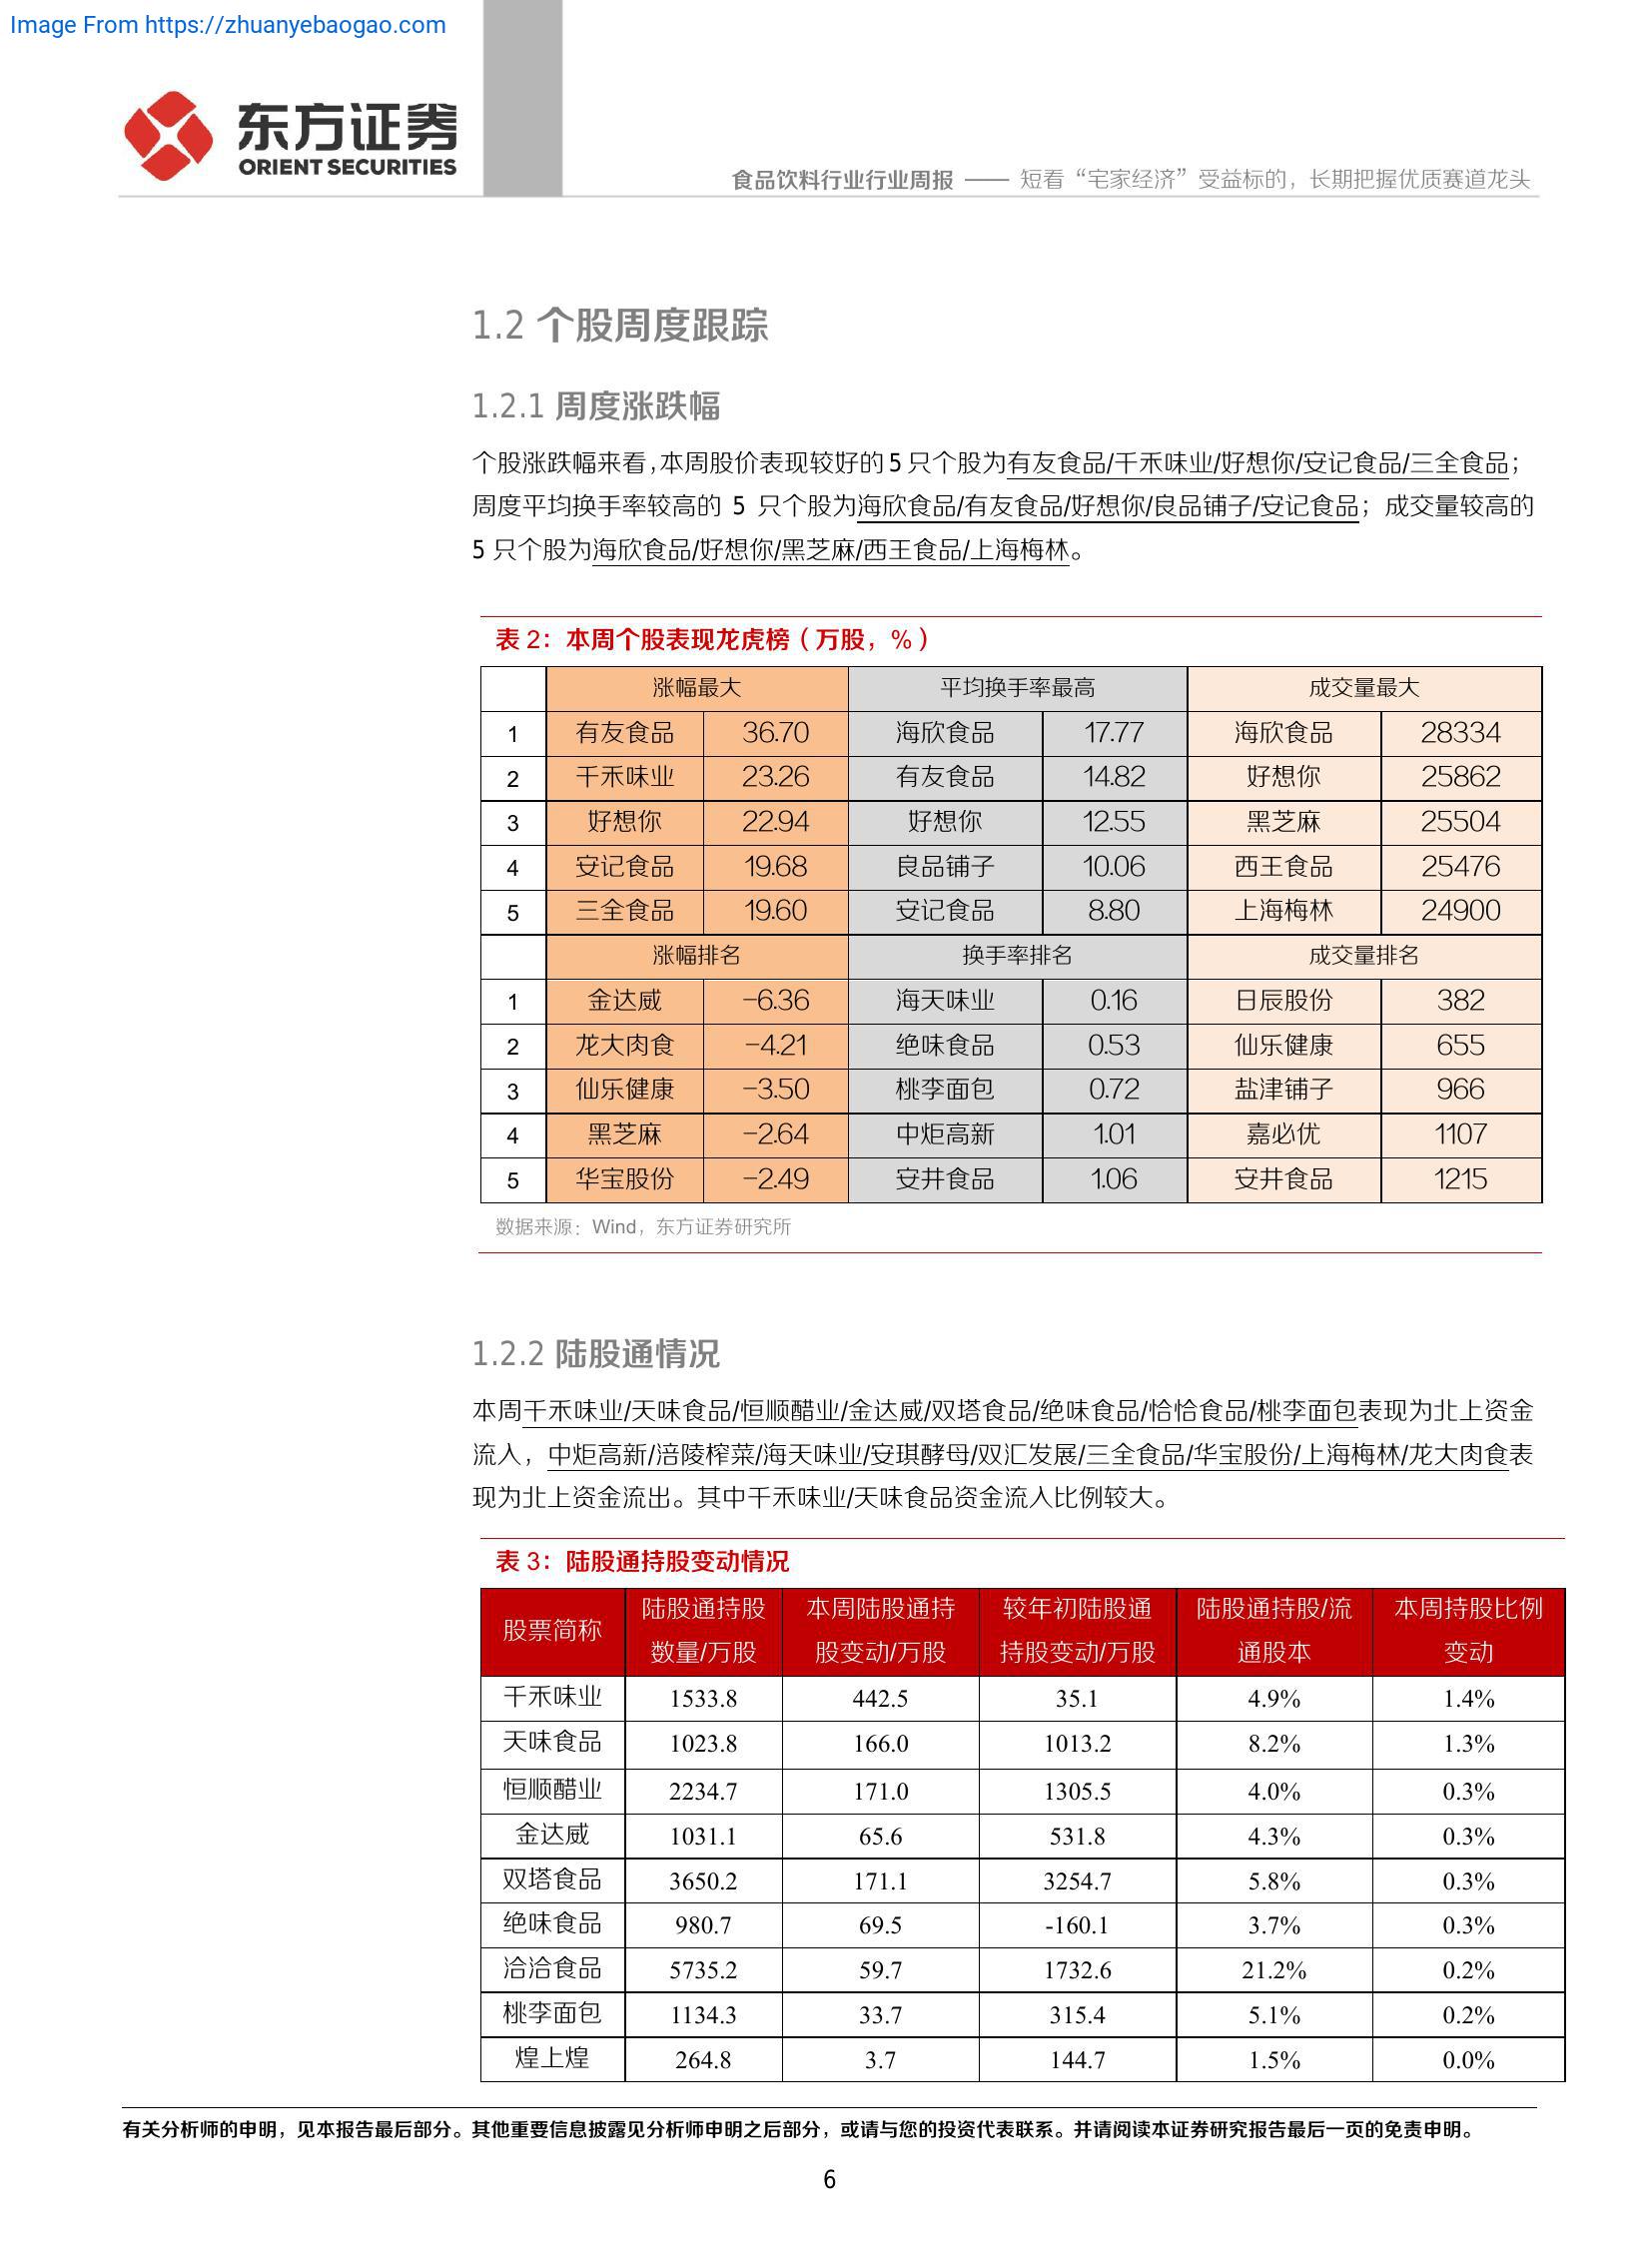 Image From https://zhuanyebaogao.com
东方证券
ORIENT SECURITIES
食品饮料行业行业周报 —— 短看“宅家经济”受益标的，长期把握优质赛道龙头
1.2 个股周度跟踪
1.2.1 周度涨跌幅
个股涨跌幅来看，本周股价表现较好的 5 只个股为有友食品/千禾味业/好想你/安记食品/三全食品；
周度平均换手率较高的 5 只个股为海欣食品/有友食品/好想你/良品铺子/安记食品；成交量较高的
5 只个股为海欣食品/好想你/黑芝麻/西王食品/上海梅林。
表 2：本周个股表现龙虎榜（万股，%）
涨幅最大 平均换手率最高 成交量最大
1 有友食品 36.70 海欣食品 17.77 海欣食品 28334
2 千禾味业 23.26 有友食品 14.82 好想你 25862
3 好想你 22.94 好想你 12.55 黑芝麻 25504
4 安记食品 19.68 良品铺子 10.06 西王食品 25476
5 三全食品 19.60 安记食品 8.80 上海梅林 24900
涨幅排名 换手率排名 成交量排名
1 金达威 -6.36 海天味业 0.16 日辰股份 382
2 龙大肉食 -4.21 绝味食品 0.53 仙乐健康 655
3 仙乐健康 -3.50 桃李面包 0.72 盐津铺子 966
4 黑芝麻 -2.64 中炬高新 1.01 嘉必优 1107
5 华宝股份 -2.49 安井食品 1.06 安井食品 1215
数据来源：Wind，东方证券研究所
1.2.2 陆股通情况
本周千禾味业/天味食品/恒顺醋业/金达威/双塔食品/绝味食品/恰恰食品/桃李面包表现为北上资金
流入，中炬高新/涪陵榨菜/海天味业/安琪酵母/双汇发展/三全食品/华宝股份/上海梅林/龙大肉食表
现为北上资金流出。其中千禾味业/天味食品资金流入比例较大。
表 3：陆股通持股变动情况
股票简称 陆股通持股 本周陆股通持 较年初陆股通 陆股通持股/流 本周持股比例
数量/万股 股变动/万股 持股变动/万股 通股本 变动
千禾味业 1533.8 442.5 35.1 4.9% 1.4%
天味食品 1023.8 166.0 1013.2 8.2% 1.3%
恒顺醋业 2234.7 171.0 1305.5 4.0% 0.3%
金达威 1031.1 65.6 531.8 4.3% 0.3%
双塔食品 3650.2 171.1 3254.7 5.8% 0.3%
绝味食品 980.7 69.5 -160.1 3.7% 0.3%
洽洽食品 5735.2 59.7 1732.6 21.2% 0.2%
桃李面包 1134.3 33.7 315.4 5.1% 0.2%
煌上煌 264.8 3.7 144.7 1.5% 0.0%
有关分析师的申明，见本报告最后部分。其他重要信息披露见分析师申明之后部分，或请与您的投资代表联系。并请阅读本证券研究报告最后一页的免责申明。
6